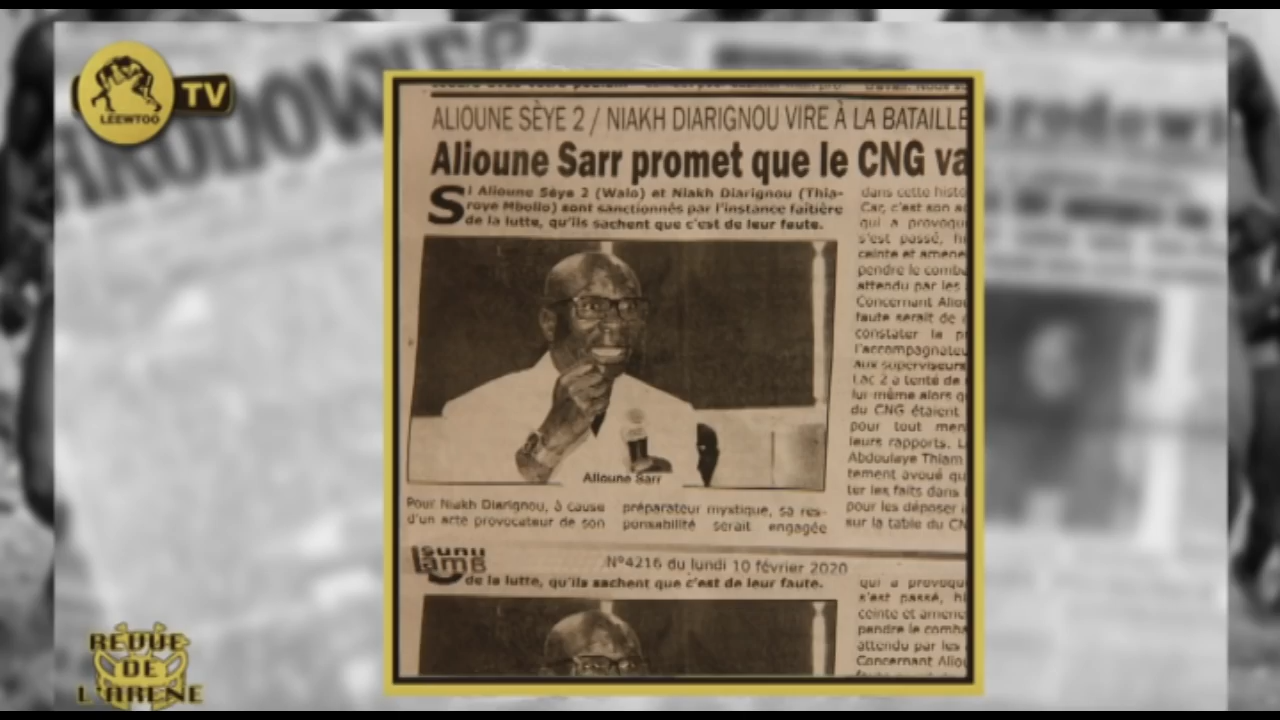 LEEWTOO
TV
ALIOUNE SÈYE 2 / NIAKH DIARIGNOU VIRE À LA BATAILLE
Alioune Sarr promet que le CNG va
Si Alioune Sèye 2 (Walo) et Niakh Diarignou (Thia-
roye Mbollo) sont sanctionnés par l'instance faîtière
de la lutte, qu'ils sachent que c'est de leur faute.
Alioune Sarr
Pour Niakh Diarignou, à cause
d'un acte provocateur de son
préparateur mystique, sa res-
ponsabilité serait engagée
dans cette histo
Car, c'est son a
qui a provoqu
s'est passé, hi
ceinte et amene
pendre le comba
attendu par les
Concernant Aliou
faute serait de
constater la p
l'accompagnateu
aux superviseurs
Lac 2 a tenté de
lui-même alors q
du CNG étaient
pour tout men
leurs rapports. L
Abdoulaye Thiam
tement avoué qu
ter les faits dans
pour les déposer
sur la table du CN
sunu
lamb
N°4216 du lundi 10 février 2020
de la lutte, qu'ils sachent que c'est de leur faute.
qui a provoqu
s'est passé, hi
ceinte et amene
pendre le comba
attendu par les
Concernant Aliou
REVUE
DE
L'ARENE